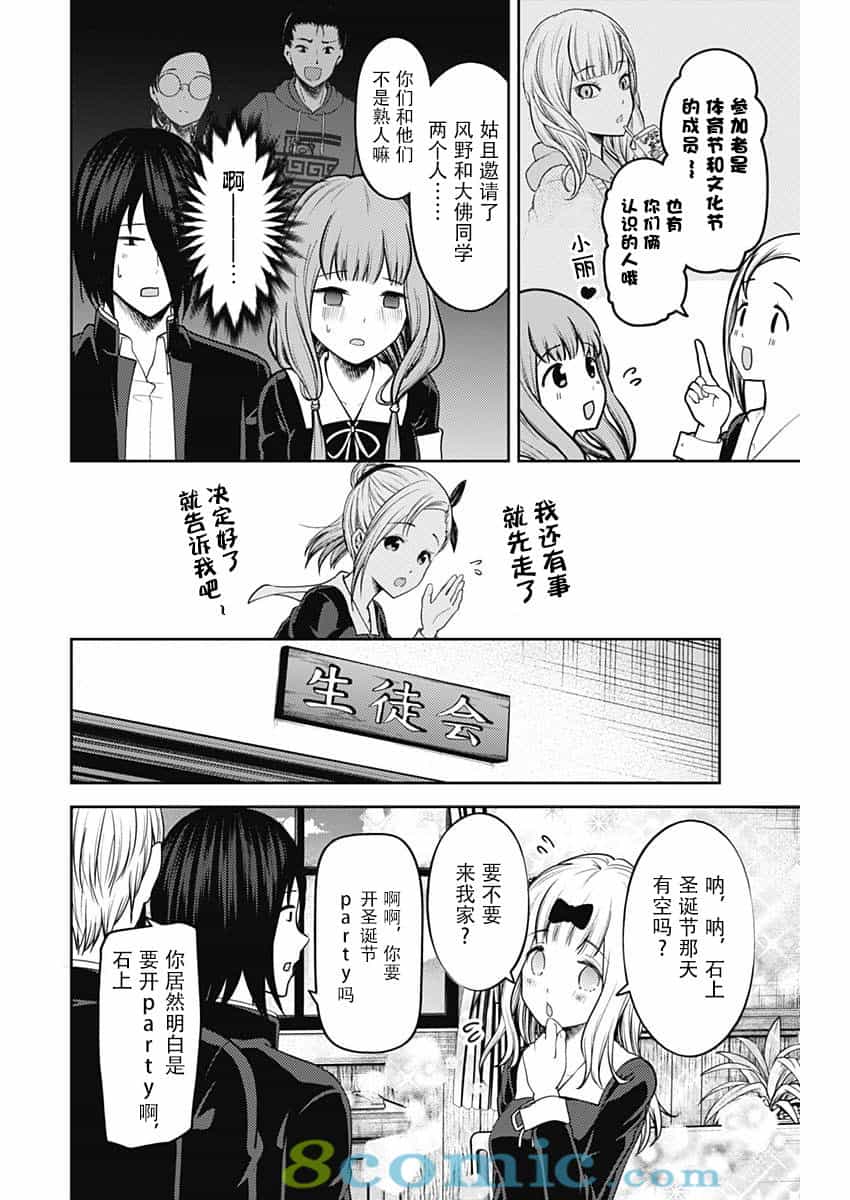 参加者是
体育节和文化节
的成员~
也有
你们俩
认识的人哦
小丽
姑且邀请了
风野和大佛同学
两个人……
你们和他们
不是熟人嘛
啊————……
我还有事
就先走了
决定好了
就告诉我吧~
生徒会
呐，呐，石上
圣诞节那天
有空吗?
要不要
来我家?
啊啊，你要
开圣诞节
party吗
你居然明白是
要开party啊，
石上
8comic.com